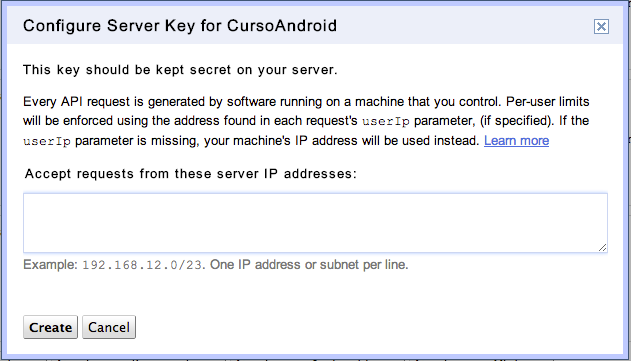 Configure Server Key for CursoAndroid
This key should be kept secret on your server.
Every API request is generated by software running on a machine that you control. Per-user limits
will be enforced using the address found in each request's userIp parameter, (if specified). If the
userIp parameter is missing, your machine's IP address will be used instead. Learn more
Accept requests from these server IP addresses:
Example: 192.168.12.0/23. One IP address or subnet per line.
Create Cancel